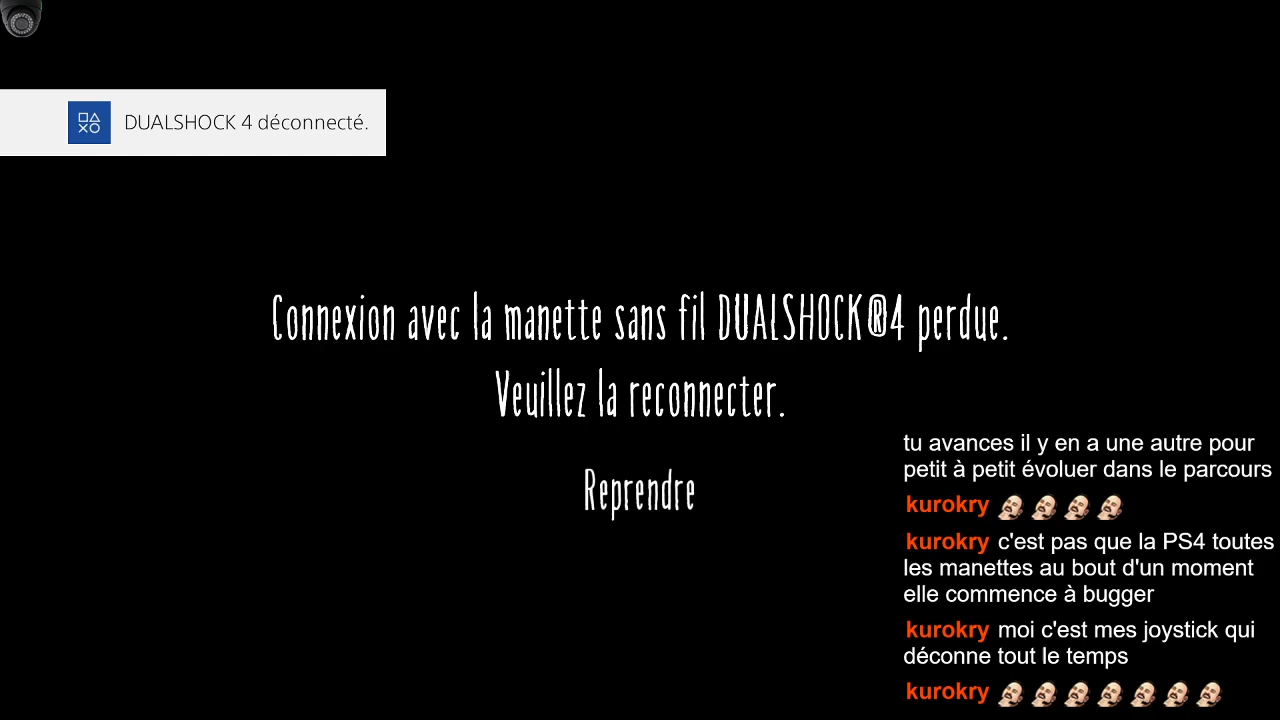 DUALSHOCK 4 déconnecté.
Connexion avec la manette sans fil DUALSHOCK®4 perdue.
Veuillez la reconnecter.
Reprendre
tu avances il y en a une autre pour
petit à petit évoluer dans le parcours
kurokry
kurokry c'est pas que la PS4 toutes
les manettes au bout d'un moment
elle commence à bugger
kurokry moi c'est mes joystick qui
déconne tout le temps
kurokry